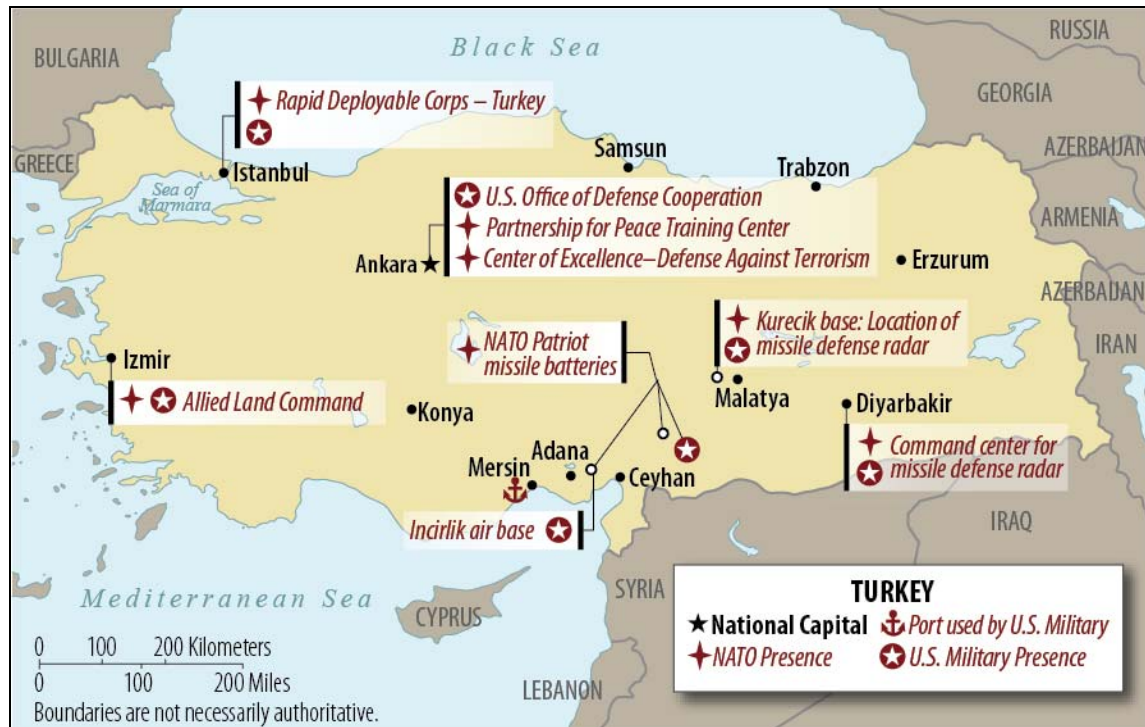 BULGARIA
Black Sea
RUSSIA
GEORGIA
Rapid Deployable Corps – Turkey
GREECE
Istanbul
Sea of
Marmara
Samsun
Trabzon
AZERBAIJAN
ARMENIA
U.S. Office of Defense Cooperation
Partnership for Peace Training Center
Center of Excellence–Defense Against Terrorism
Ankara
Erzurum
AZERBAIJAN
IRAN
NATO Patriot
missile batteries
Kurecik base: Location of
missile defense radar
Izmir
Allied Land Command
Konya
Malatya
Diyarbakir
Command center for
missile defense radar
Adana
Mersin
Ceyhan
Incirlik air base
IRAQ
SYRIA
Mediterranean Sea
CYPRUS
LEBANON
TURKEY
National Capital
Port used by U.S. Military
NATO Presence
U.S. Military Presence
0 100 200 Kilometers
0 100 200 Miles
Boundaries are not necessarily authoritative.